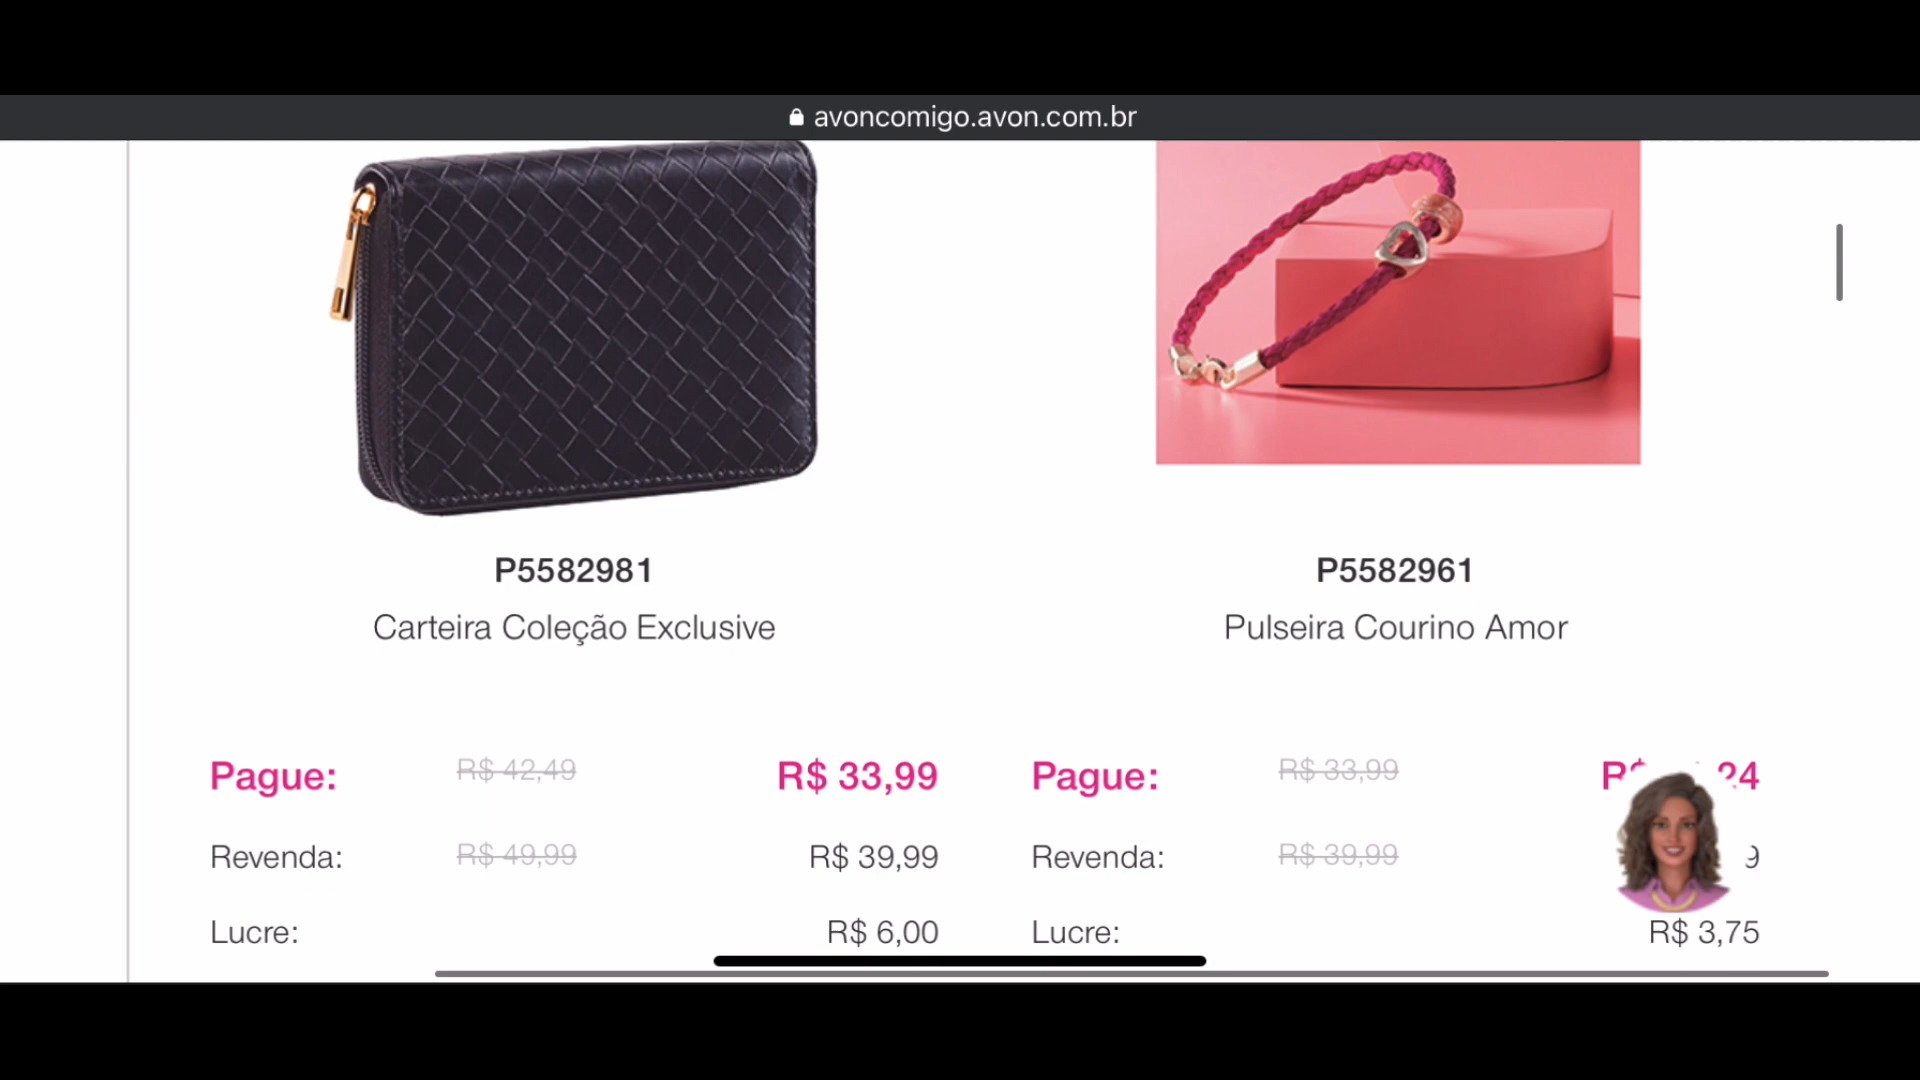 avoncomigo.avon.com.br
P5582981
Carteira Coleção Exclusive
Pague: R$ 42,49 R$ 33,99
Revenda: R$ 49,99 R$ 39,99
Lucre: R$ 6,00
P5582961
Pulseira Courino Amor
Pague: R$ 33,99
Revenda: R$ 39,99
Lucre: R$ 3,75